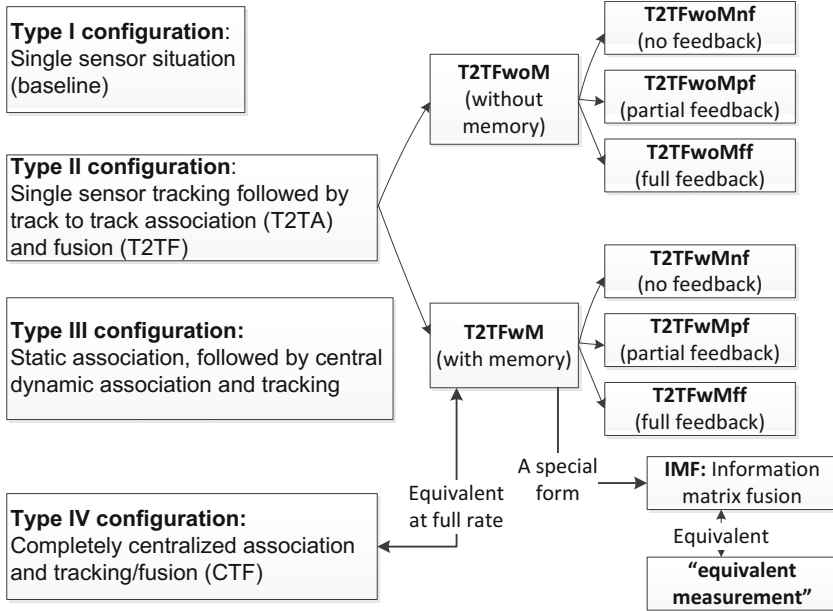 Type I configuration:
Single sensor situation
(baseline)
Type II configuration:
Single sensor tracking followed by
track to track association (T2TA)
and fusion (T2TF)
Type III configuration:
Static association, followed by central
dynamic association and tracking
Type IV configuration:
Completely centralized association
and tracking/fusion (CTF)
T2TFwoM
(without
memory)
T2TFwoMnf
(no feedback)
T2TFwoMpf
(partial feedback)
T2TFwoMff
(full feedback)
T2TFwM
(with memory)
T2TFwMnf
(no feedback)
T2TFwMpf
(partial feedback)
T2TFwMff
(full feedback)
Equivalent
at full rate
A special
form
IMF: Information
matrix fusion
Equivalent
“equivalent
measurement”